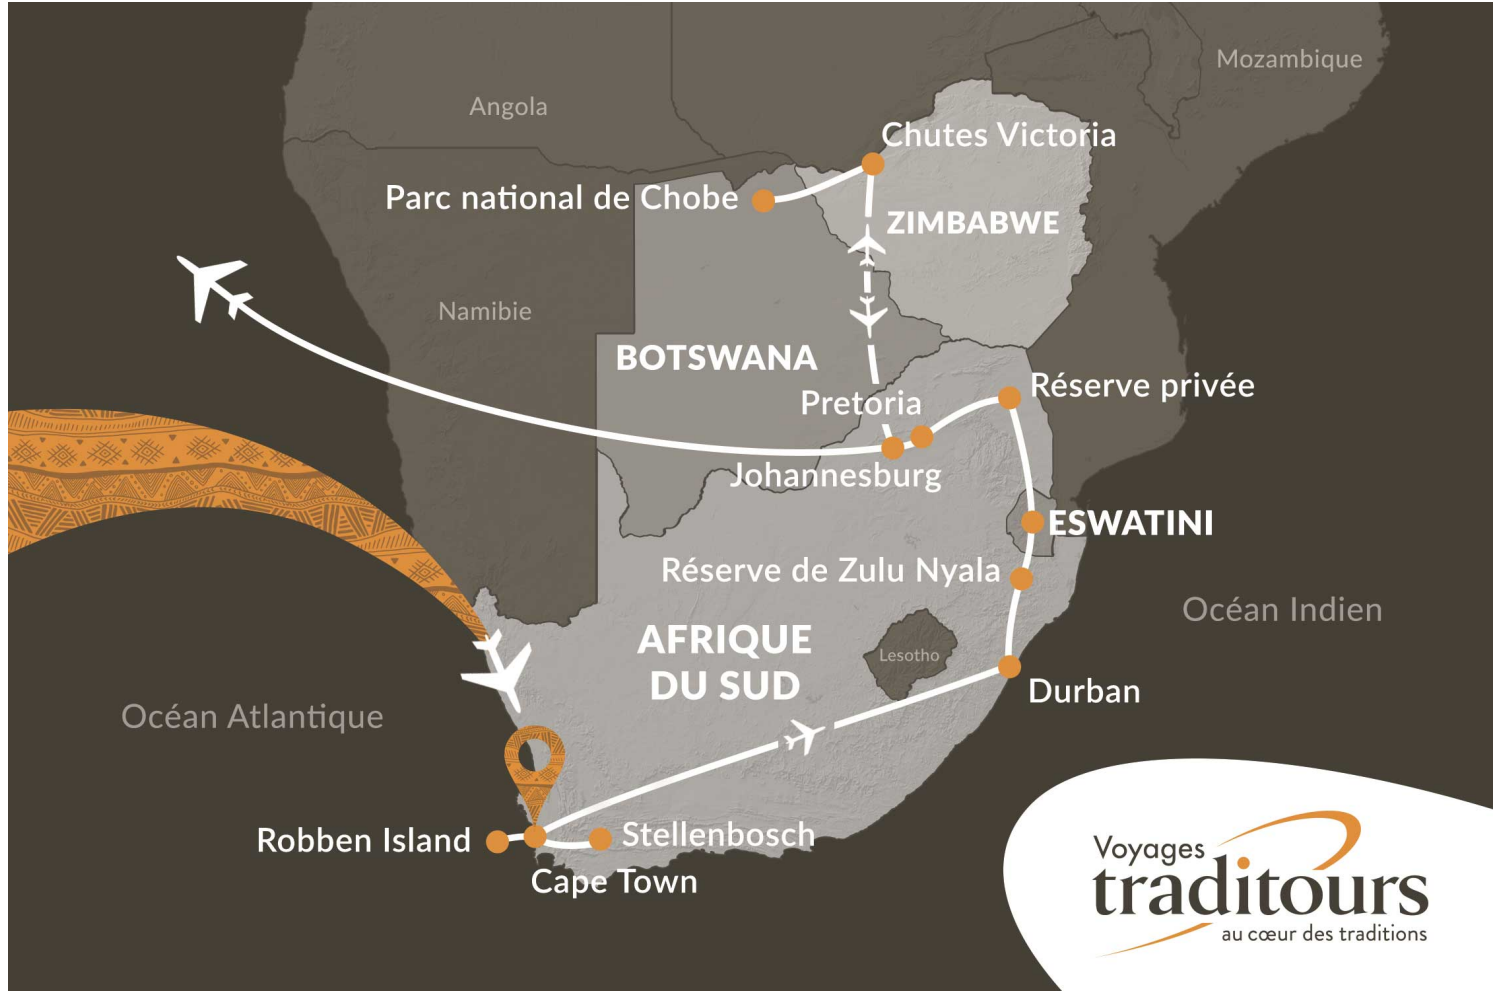 Mozambique
Angola
Chutes Victoria
Parc national de Chobe
ZIMBABWE
Namibie
BOTSWANA
Réserve privée
Pretoria
Johannesburg
ESWATINI
Réserve de Zulu Nyala
Océan Indien
AFRIQUE
DU SUD
Lesotho
Durban
Océan Atlantique
Robben Island
Stellenbosch
Cape Town
Voyages
traditours
au cœur des traditions